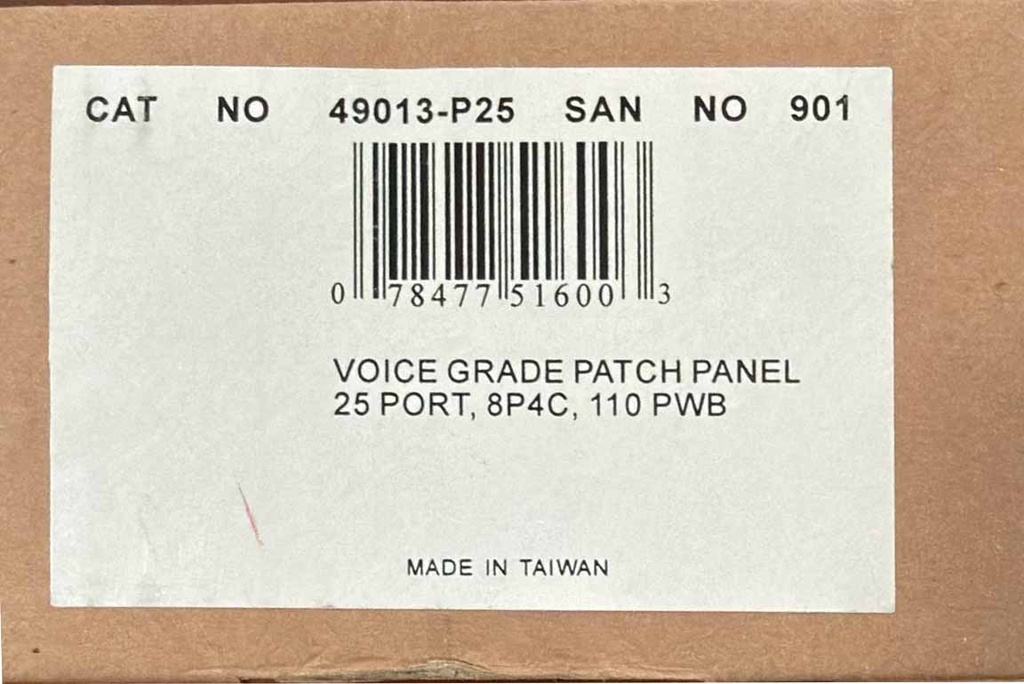 CAT NO 49013-P25 SAN NO 901
0 78477 51600 3
VOICE GRADE PATCH PANEL
25 PORT, 8P4C, 110 PWB
MADE IN TAIWAN